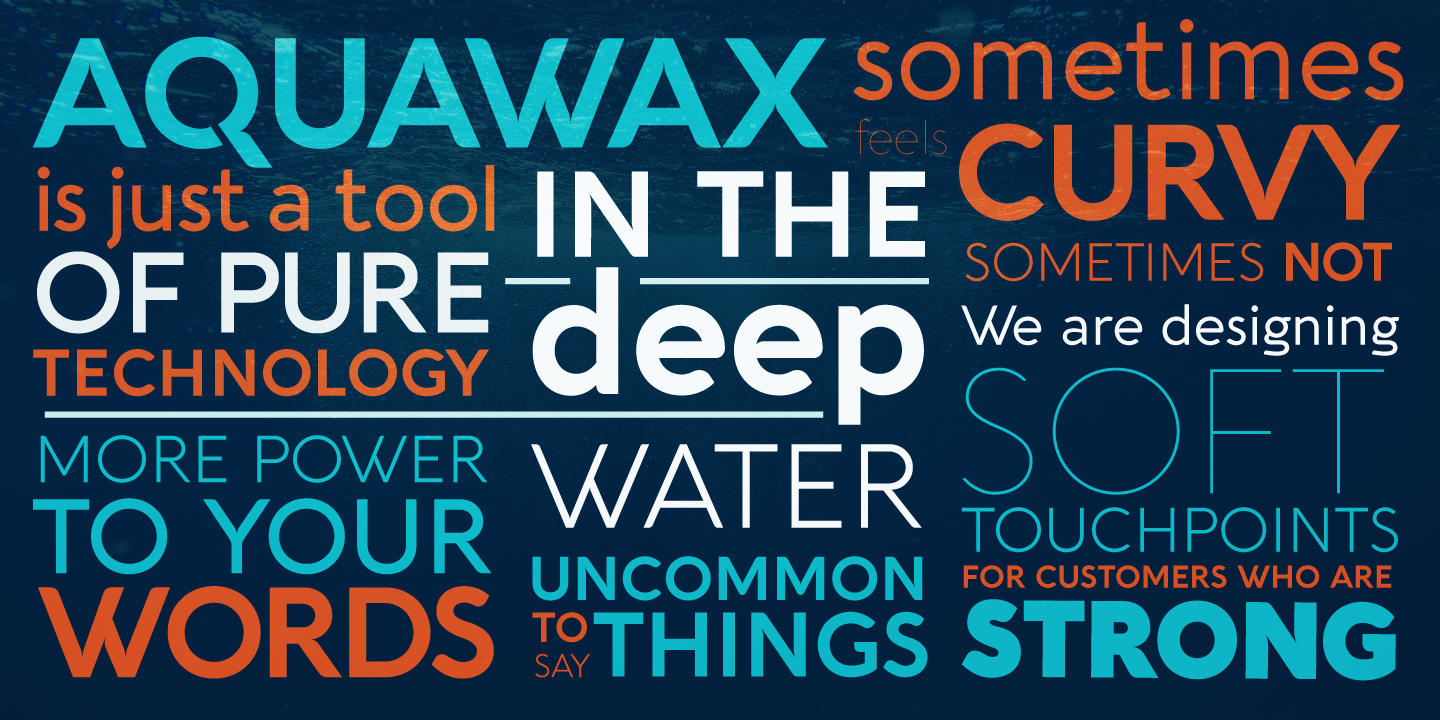 AQUAWAX
is just a tool
OF PURE
TECHNOLOGY
MORE POWER
TO YOUR
WORDS
IN THE
deep
WATER
UNCOMMON
TO THINGS
SAY
sometimes
feels CURVY
SOMETIMES NOT
We are designing
SOFT
TOUCHPOINTS
FOR CUSTOMERS WHO ARE
STRONG